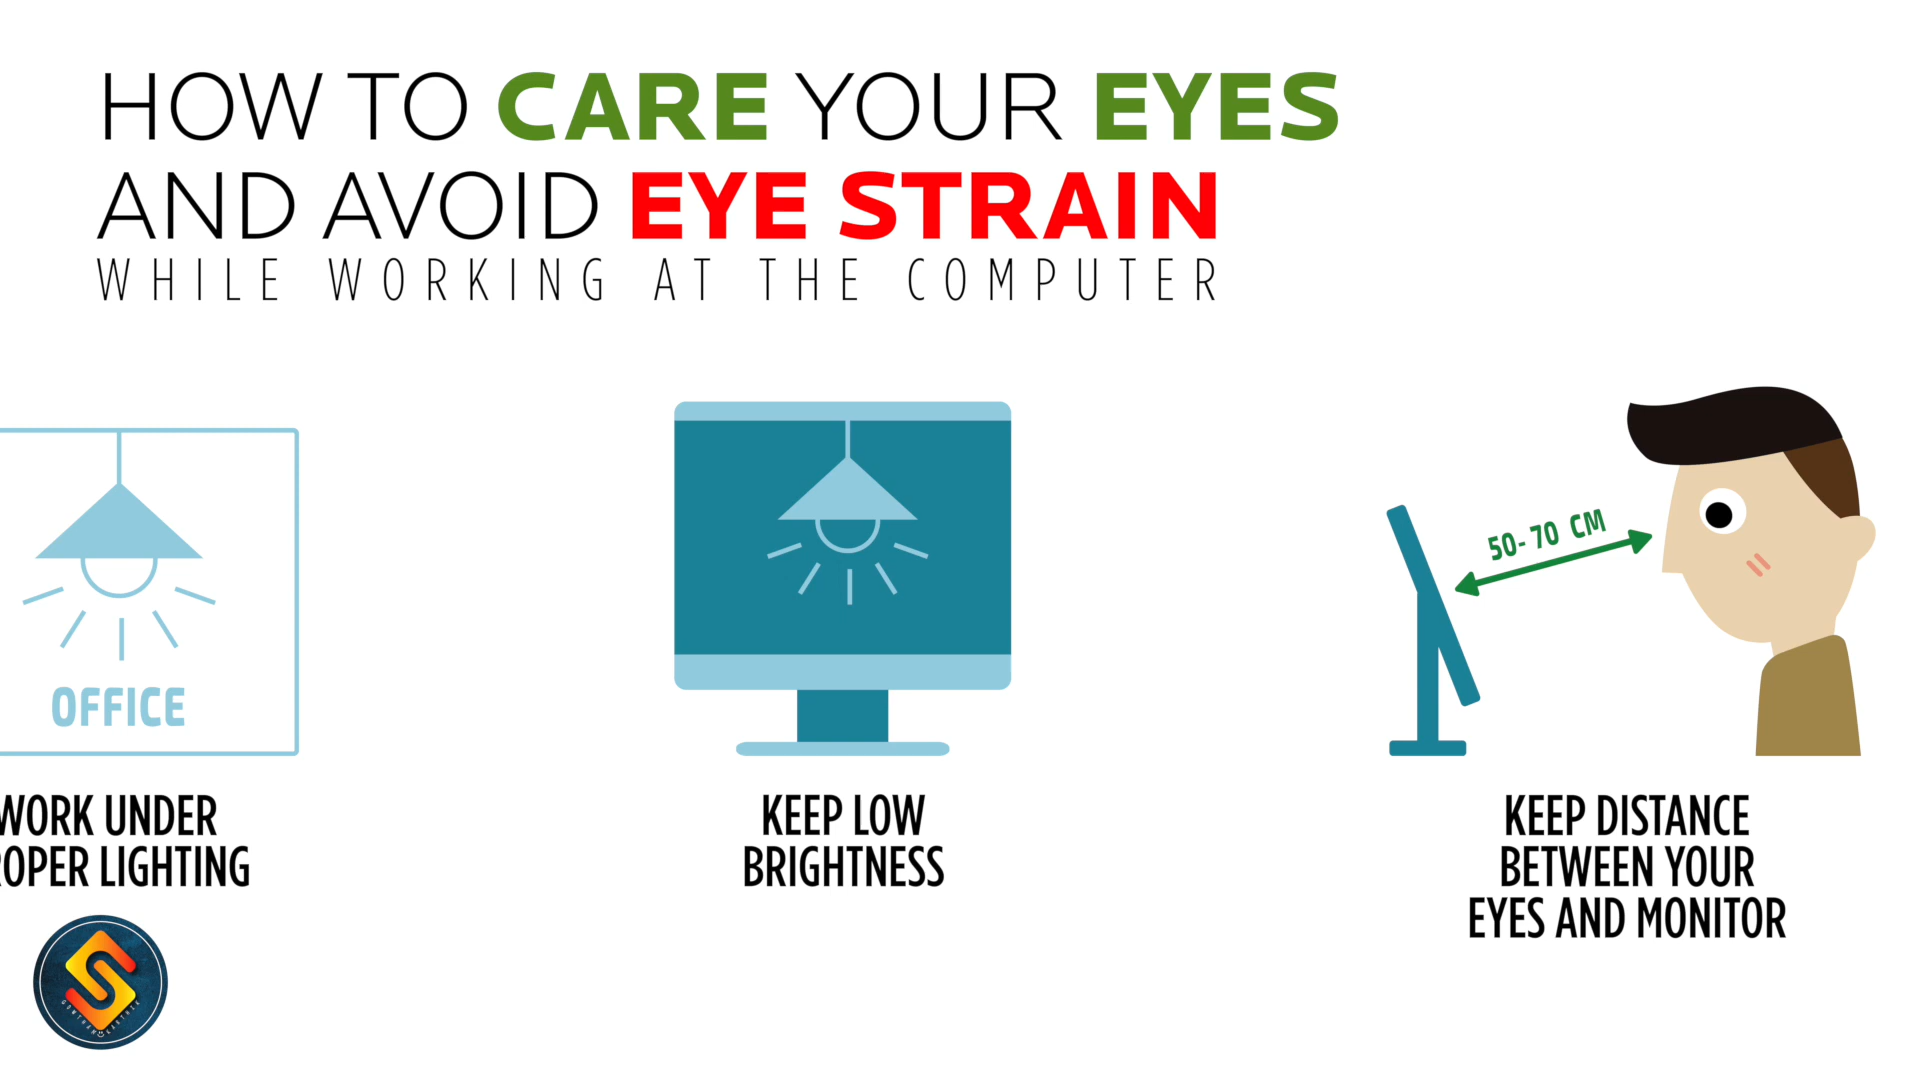 HOW TO CARE YOUR EYES
AND AVOID EYE STRAIN
WHILE WORKING AT THE COMPUTER
OFFICE
WORK UNDER
LIGHTING
KEEP LOW
BRIGHTNESS
50-70 CM
KEEP DISTANCE
BETWEEN YOUR
EYES AND MONITOR